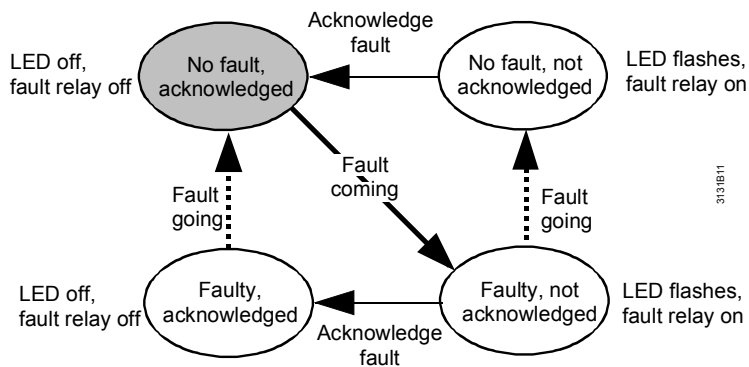 Acknowledge
fault
LED off,
fault relay off
No fault,
acknowledged
No fault, not
acknowledged
LED flashes,
fault relay on
Fault
coming
Fault
going
Fault
going
3131B11
LED off,
fault relay off
Faulty,
acknowledged
Faulty, not
acknowledged
LED flashes,
fault relay on
Acknowledge
fault